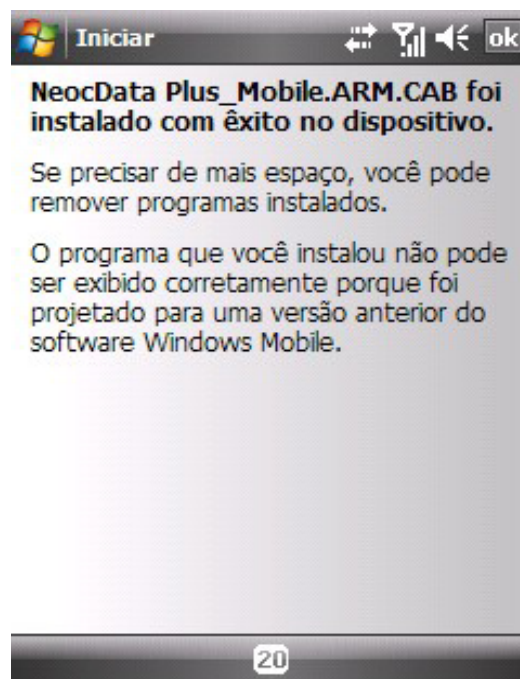 Iniciar
ok
NeocData Plus_Mobile.ARM.CAB foi
instalado com êxito no dispositivo.
Se precisar de mais espaço, você pode
remover programas instalados.
O programa que você instalou não pode
ser exibido corretamente porque foi
projetado para uma versão anterior do
software Windows Mobile.
20